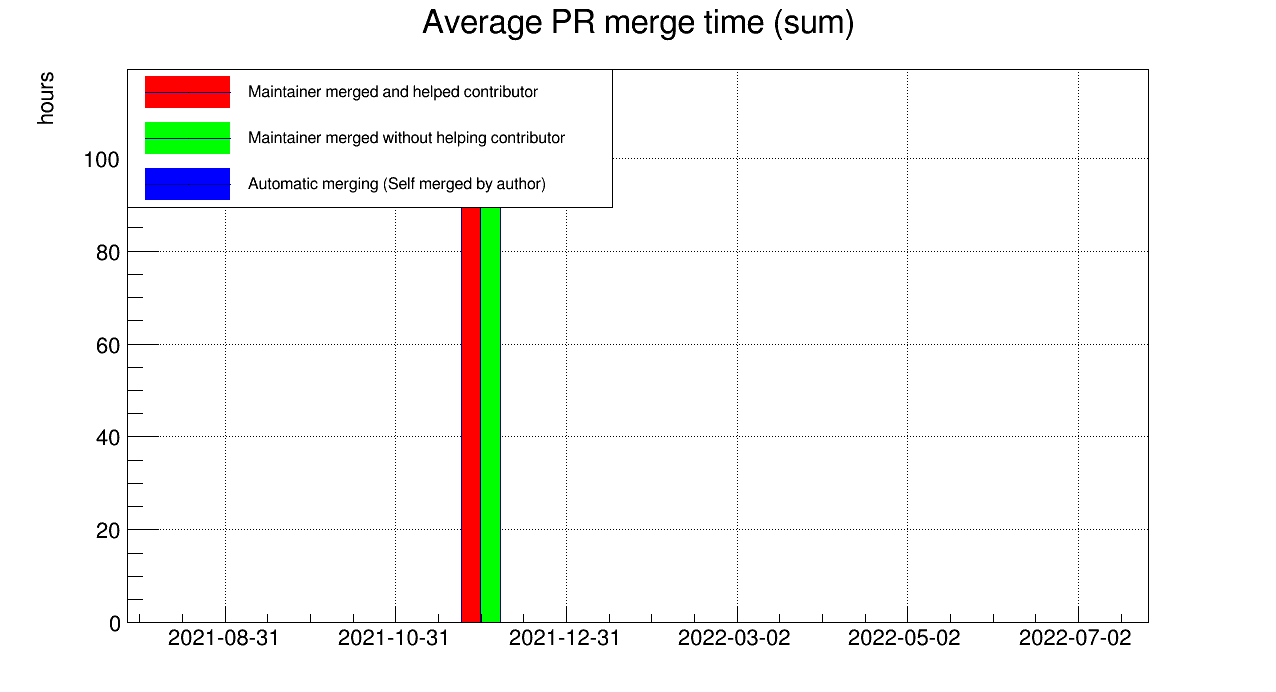 Average PR merge time (sum)
hours
Maintainer merged and helped contributor
Maintainer merged without helping contributor
Automatic merging (Self merged by author)
100
80
60
40
20
0
2021-08-31
2021-10-31
2021-12-31
2022-03-02
2022-05-02
2022-07-02